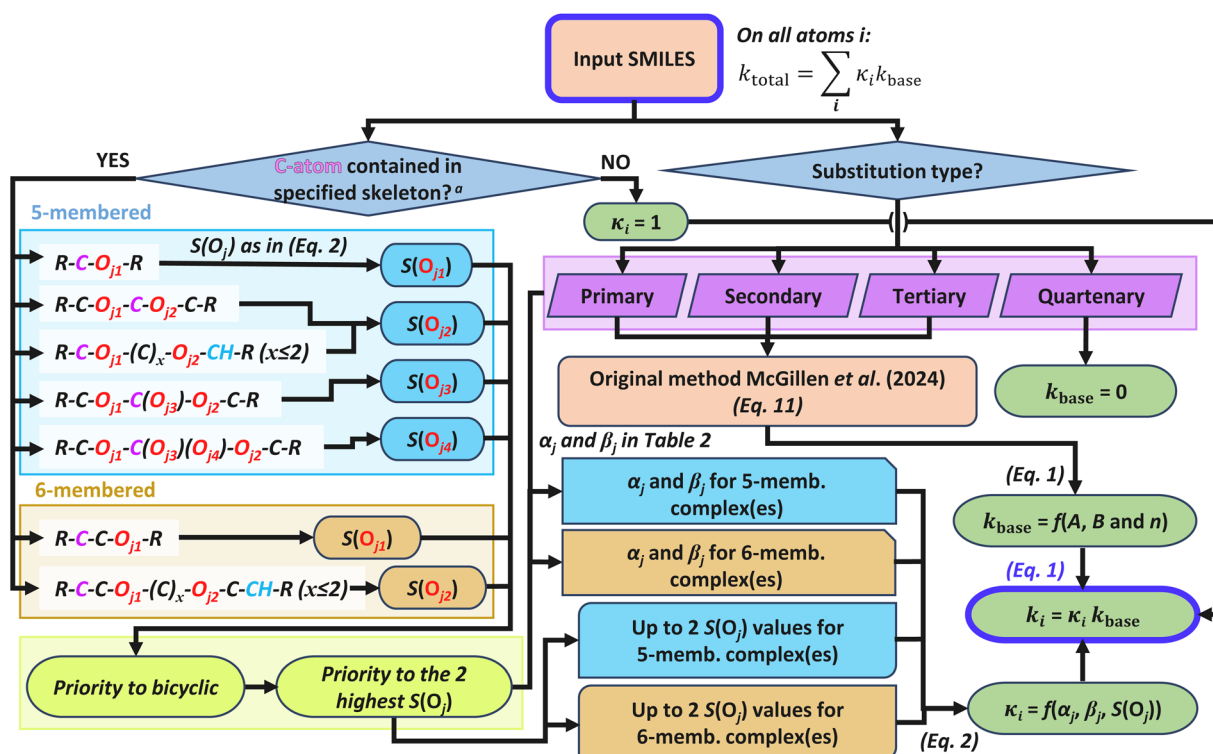 Input SMILES
On all atoms i:
k_total = ∑_i κ_i k_base
YES
C-atom contained in
specified skeleton? ᵃ
NO
Substitution type?
κ_i = 1
( )
5-membered
S(O_j) as in (Eq. 2)
R-C-O_j1-R
S(O_j1)
R-C-O_j1-C-O_j2-C-R
S(O_j2)
R-C-O_j1-(C)_x-O_j2-CH-R (x≤2)
R-C-O_j1-C(O_j3)-O_j2-C-R
S(O_j3)
R-C-O_j1-C(O_j3)(O_j4)-O_j2-C-R
S(O_j4)
6-membered
R-C-C-O_j1-R
S(O_j1)
R-C-C-O_j1-(C)_x-O_j2-C-CH-R (x≤2)
S(O_j2)
Priority to bicyclic
Priority to the 2
highest S(O_j)
Primary
Secondary
Tertiary
Quartenary
Original method McGillen et al. (2024)
(Eq. 11)
k_base = 0
α_j and β_j in Table 2
α_j and β_j for 5-memb.
complex(es)
α_j and β_j for 6-memb.
complex(es)
Up to 2 S(O_j) values for
5-memb. complex(es)
Up to 2 S(O_j) values for
6-memb. complex(es)
(Eq. 1)
k_base = f(A, B and n)
(Eq. 1)
k_i = κ_i k_base
κ_i = f(α_j, β_j, S(O_j))
(Eq. 2)